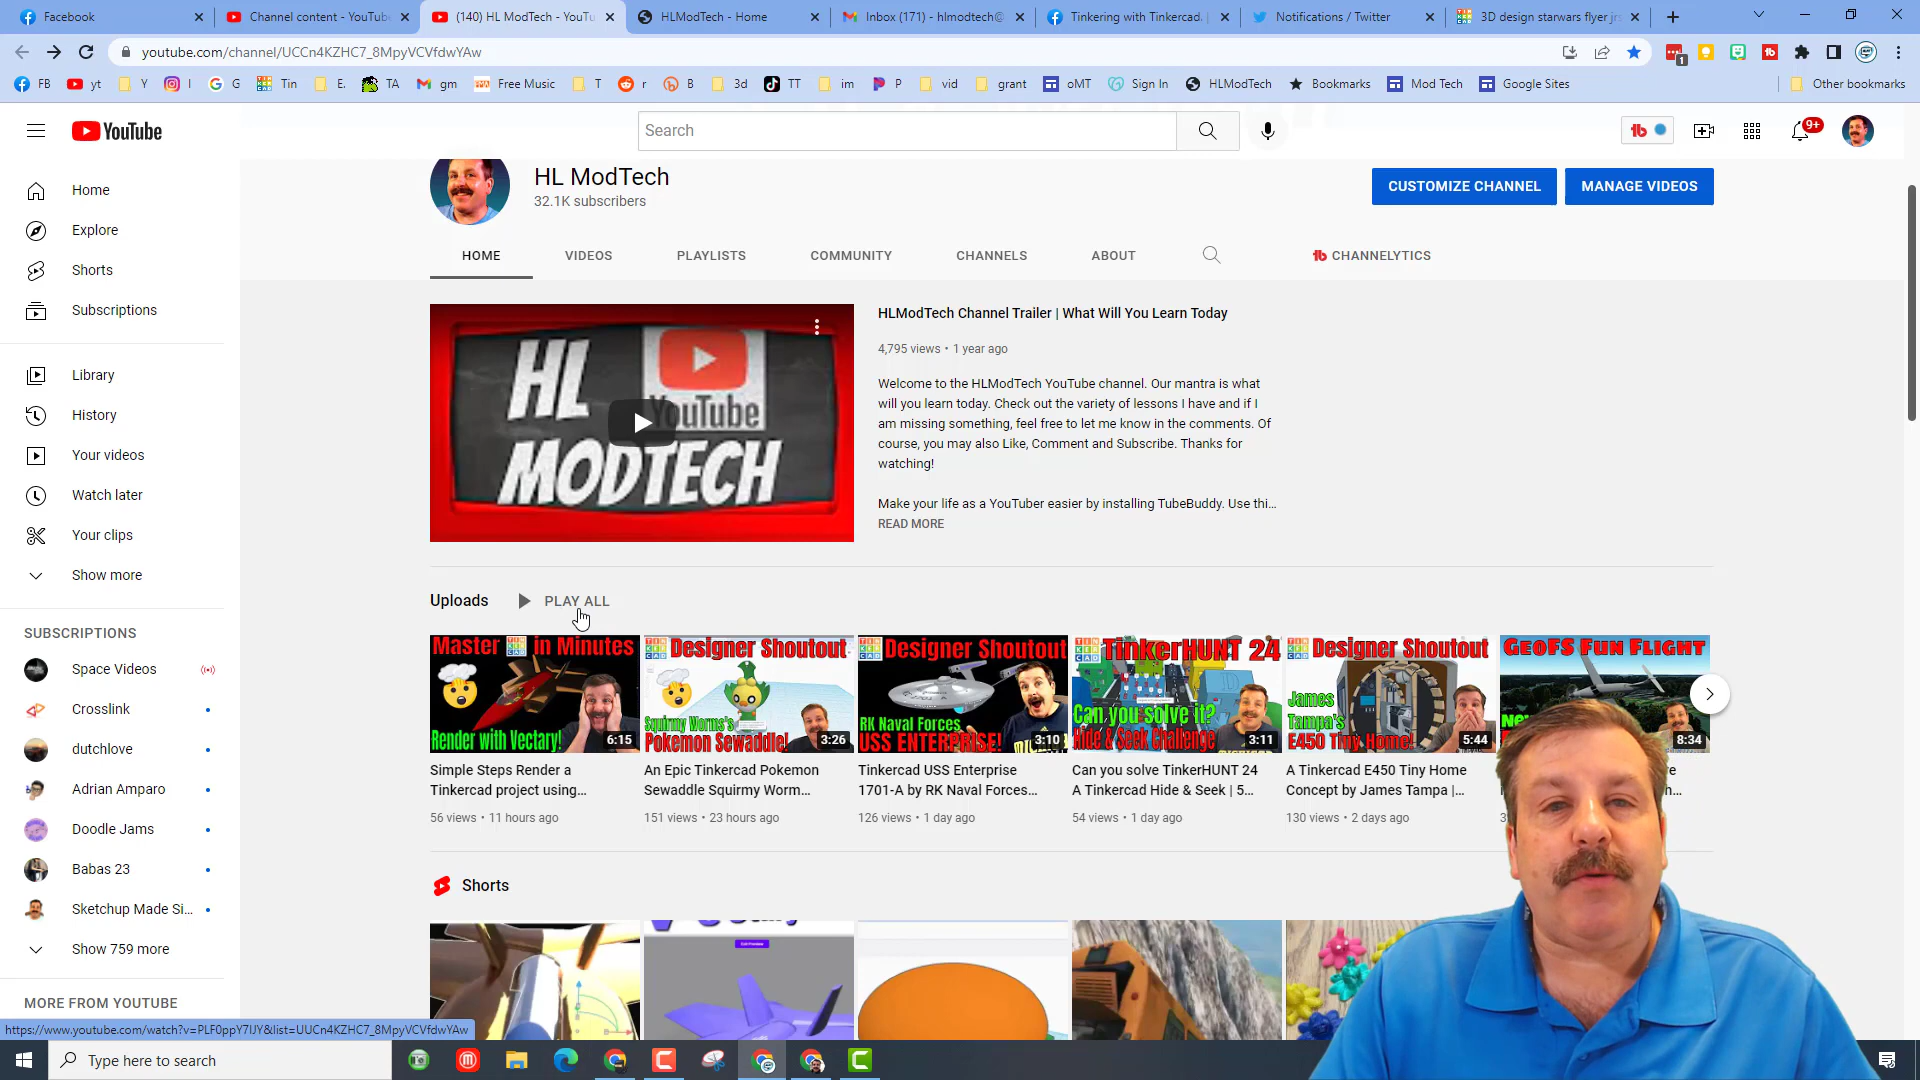 Facebook
Channel content - YouTube
(140) HL ModTech - YouTu
HLModTech - Home
Inbox (171) - hlmodtech@
Tinkering with Tinkercad.
Notifications / Twitter
3D design starwars flyer jr
youtube.com/channel/UCCn4KZHC7_8MpyVCVfdwYAw
FB
yt
Y
I
G
Tin
E.
TA
gm
Free Music
T
r
B
3d
TT
im
P
vid
grant
oMT
Sign In
HLModTech
Bookmarks
Mod Tech
Google Sites
Other bookmarks
YouTube
Search
9+
Home
Explore
Shorts
Subscriptions
Library
History
Your videos
Watch later
Your clips
Show more
SUBSCRIPTIONS
Space Videos
Crosslink
dutchlove
Adrian Amparo
Doodle Jams
Babas 23
Sketchup Made Si...
Show 759 more
MORE FROM YOUTUBE
HL ModTech
32.1K subscribers
CUSTOMIZE CHANNEL
MANAGE VIDEOS
HOME
VIDEOS
PLAYLISTS
COMMUNITY
CHANNELS
ABOUT
CHANNELYTICS
HL
YouTube
MODTECH
HLModTech Channel Trailer | What Will You Learn Today
4,795 views • 1 year ago
Welcome to the HLModTech YouTube channel. Our mantra is what
will you learn today. Check out the variety of lessons I have and if I
am missing something, feel free to let me know in the comments. Of
course, you may also Like, Comment and Subscribe. Thanks for
watching!
Make your life as a YouTuber easier by installing TubeBuddy. Use thi...
READ MORE
Uploads
PLAY ALL
Master in Minutes
Render with Vectary!
6:15
Simple Steps Render a
Tinkercad project using...
56 views • 11 hours ago
Designer Shoutout
Squirmy Worms's
Pokemon Sewaddle!
3:26
An Epic Tinkercad Pokemon
Sewaddle Squirmy Worm...
151 views • 23 hours ago
Designer Shoutout
RK Naval Forces
USS ENTERPRISE!
3:10
Tinkercad USS Enterprise
1701-A by RK Naval Forces...
126 views • 1 day ago
TinkerHUNT 24
Can you solve it?
Hide & Seek Challenge
3:11
Can you solve TinkerHUNT 24
A Tinkercad Hide & Seek | 5...
54 views • 1 day ago
Designer Shoutout
James
Tampa's
E450 Tiny Home!
5:44
A Tinkercad E450 Tiny Home
Concept by James Tampa |...
130 views • 2 days ago
GeoFS FUN FLIGHT
8:34
Shorts
https://www.youtube.com/watch?v=PLF0ppY7lJY&list=UUCn4KZHC7_8MpyVCVfdwYAw
Type here to search